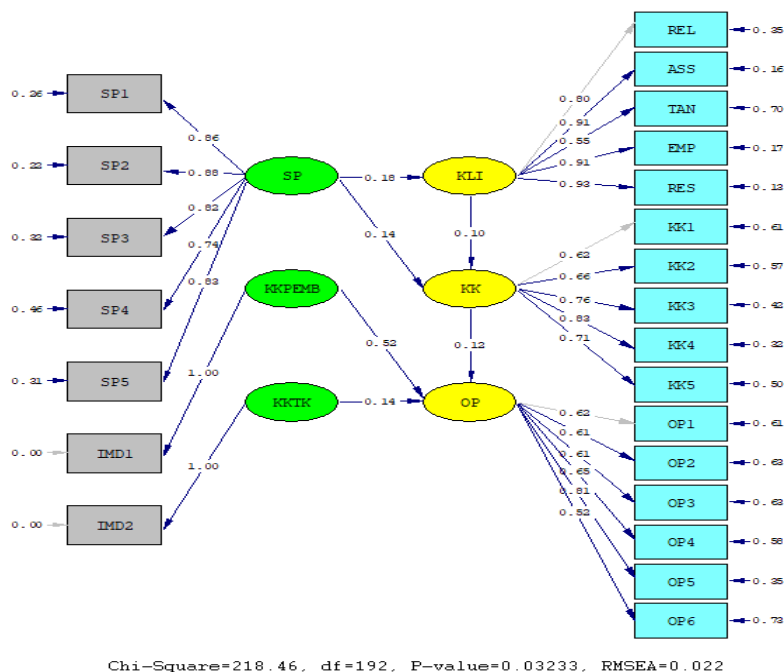 REL
0.35
ASS
0.16
0.26
SP1
0.80
TAN
0.70
0.86
0.91
0.55
EMP
0.17
0.22
SP2
0.88
SP
0.18
KLI
0.91
0.93
RES
0.13
0.82
0.32
SP3
0.74
0.14
0.10
KK1
0.61
0.83
0.62
KK2
0.57
0.66
KKPEMB
KK
0.76
KK3
0.42
0.46
SP4
0.83
0.71
KK4
0.32
0.52
0.12
1.00
KK5
0.50
0.31
SP5
KKTK
0.14
OP
0.62
OP1
0.61
0.61
0.61
OP2
0.63
0.00
IMD1
1.00
0.65
0.81
OP3
0.63
0.52
0.00
IMD2
OP4
0.58
OP5
0.35
OP6
0.73
Chi-Square=218.46, df=192, P-value=0.03233, RMSEA=0.022